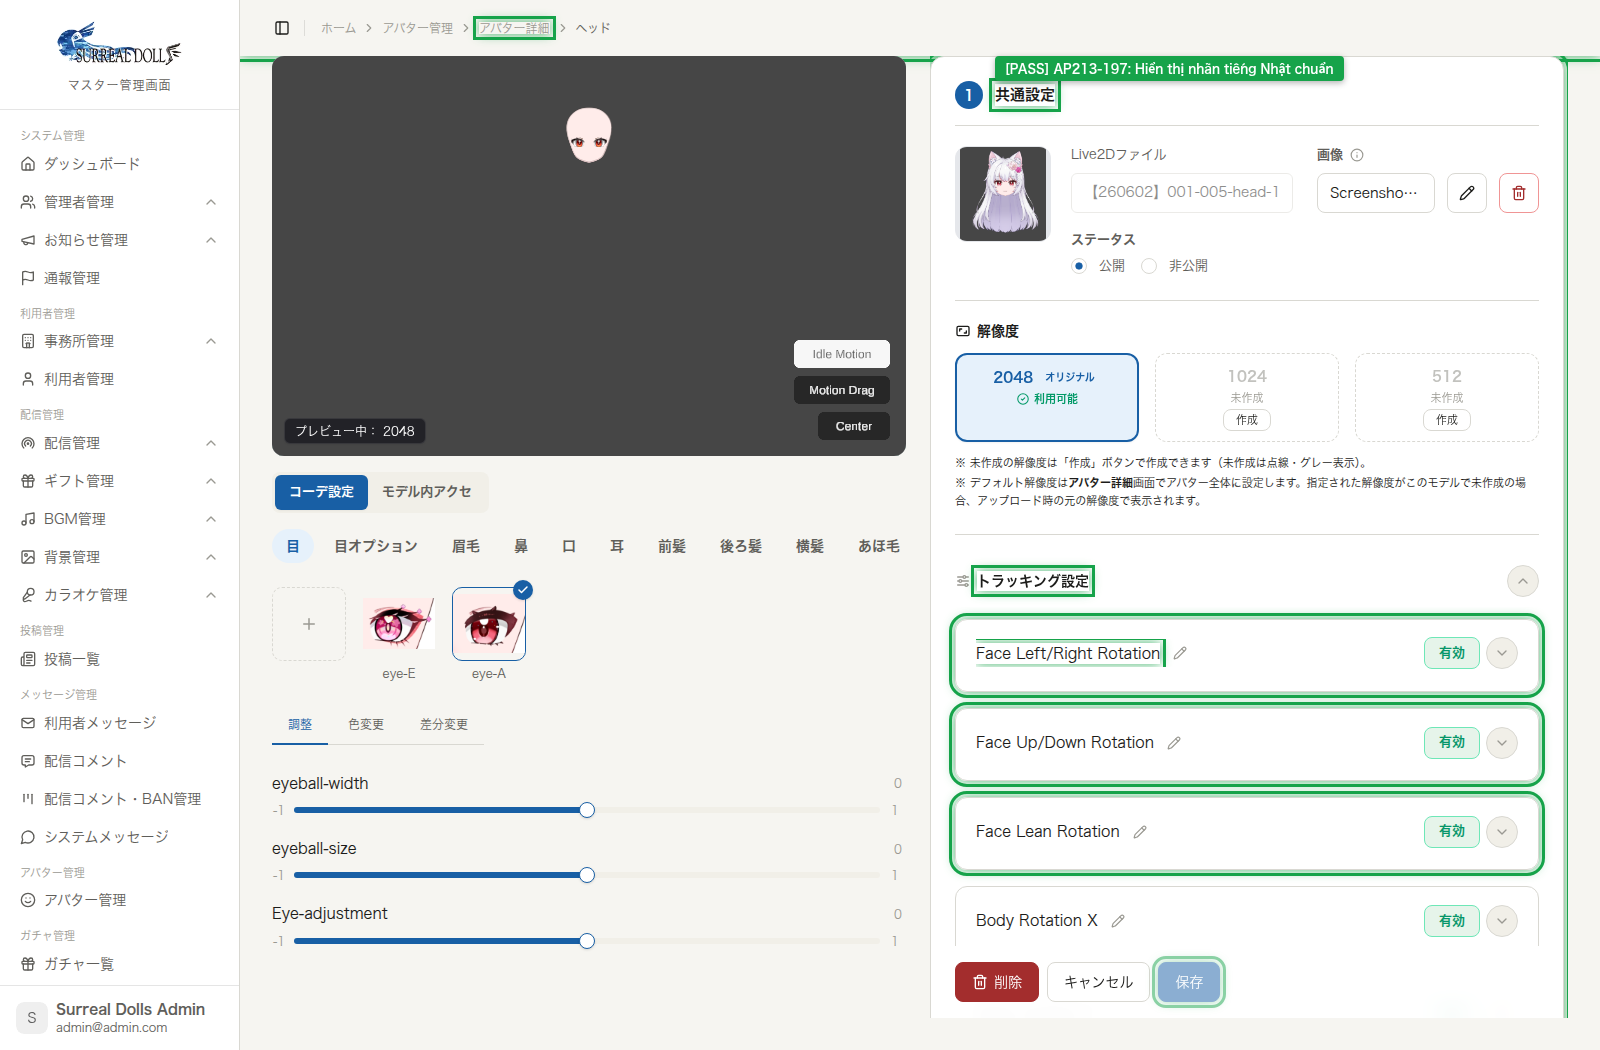 SURREAL DOLL
マスター管理画面
システム管理
ダッシュボード
管理者管理
お知らせ管理
通報管理
利用者管理
事務所管理
利用者管理
配信管理
配信管理
ギフト管理
BGM管理
背景管理
カラオケ管理
投稿管理
投稿一覧
メッセージ管理
利用者メッセージ
配信コメント
配信コメント・BAN管理
システムメッセージ
アバター管理
アバター管理
ガチャ管理
ガチャ一覧
S
Surreal Dolls Admin
admin@admin.com
ホーム
アバター管理
アバター詳細
ヘッド
Idle Motion
Motion Drag
Center
プレビュー中： 2048
コーデ設定
モデル内アクセ
目
目オプション
眉毛
鼻
口
耳
前髪
後ろ髪
横髪
あほ毛
eye-E
eye-A
調整
色変更
差分変更
eyeball-width
0
-1
1
eyeball-size
0
-1
1
Eye-adjustment
0
-1
1
[PASS] AP213-197: Hiển thị nhãn tiếng Nhật chuẩn
1
共通設定
Live2Dファイル
【260602】001-005-head-1
画像
Screensho…
ステータス
公開
非公開
解像度
2048 オリジナル
利用可能
1024
未作成
作成
512
未作成
作成
※ 未作成の解像度は「作成」ボタンで作成できます（未作成は点線・グレー表示）。
※ デフォルト解像度はアバター詳細画面でアバター全体に設定します。指定された解像度がこのモデルで未作成の場
合、アップロード時の元の解像度で表示されます。
トラッキング設定
Face Left/Right Rotation
有効
Face Up/Down Rotation
有効
Face Lean Rotation
有効
Body Rotation X
有効
削除
キャンセル
保存